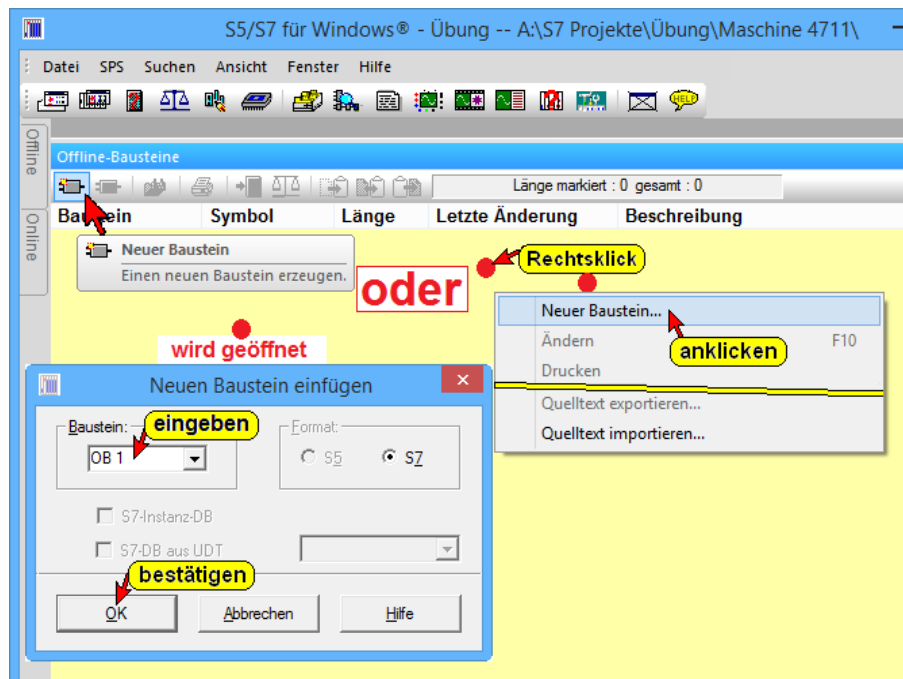 S5/S7 für Windows® - Übung -- A:\S7 Projekte\Übung\Maschine 4711\
Datei SPS Suchen Ansicht Fenster Hilfe
HELP
Offline
Online
Offline-Bausteine
Länge markiert : 0 gesamt : 0
Baustein Symbol Länge Letzte Änderung Beschreibung
Neuer Baustein
Einen neuen Baustein erzeugen.
oder
Rechtsklick
Neuer Baustein...
anklicken
Ändern F10
Drucken
Quelltext exportieren...
Quelltext importieren...
wird geöffnet
Neuen Baustein einfügen
Baustein:
eingeben
Format:
OB 1
S5 S7
S7-Instanz-DB
S7-DB aus UDT
bestätigen
OK Abbrechen Hilfe